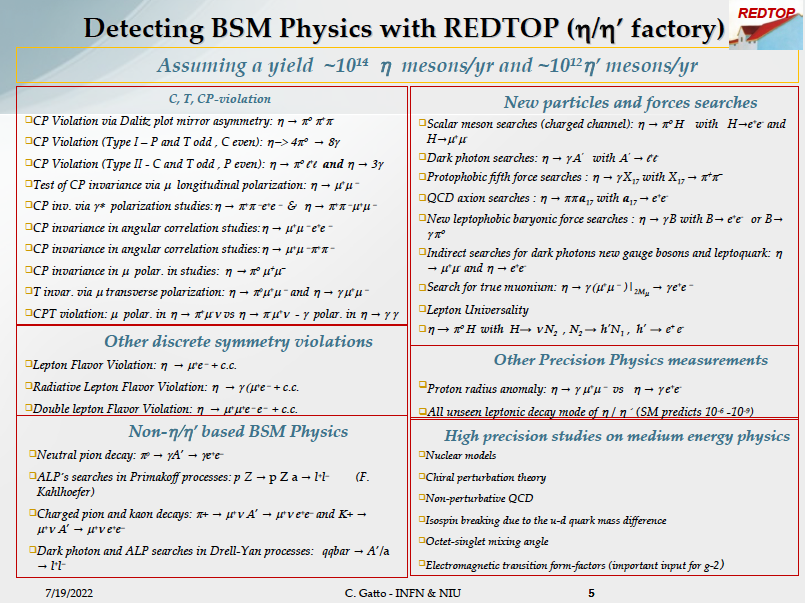 Detecting BSM Physics with REDTOP (η/η’ factory)
REDTOP
Assuming a yield ~10¹⁴ η mesons/yr and ~10¹² η’ mesons/yr
C, T, CP-violation
❑CP Violation via Dalitz plot mirror asymmetry: η → π⁰ π⁺π
❑CP Violation (Type I – P and T odd , C even): η–> 4π⁰ → 8γ
❑CP Violation (Type II - C and T odd , P even): η → π⁰ ℓ⁺ℓ and η → 3γ
❑Test of CP invariance via μ longitudinal polarization: η → μ⁺μ⁻
❑CP inv. via γ* polarization studies: η → π⁺π⁻e⁺e⁻ & η → π⁺π⁻μ⁺μ⁻
❑CP invariance in angular correlation studies: η → μ⁺μ⁻e⁺e⁻
❑CP invariance in angular correlation studies: η → μ⁺μ⁻π⁺π⁻
❑CP invariance in μ polar. in studies: η → π⁰ μ⁺μ⁻
❑T invar. via μ transverse polarization: η → π⁰μ⁺μ⁻ and η → γ μ⁺μ⁻
❑CPT violation: μ polar. in η → π⁺μ⁻ν vs η → π⁻μ⁺ν - γ polar. in η → γ γ
Other discrete symmetry violations
❑Lepton Flavor Violation: η → μ⁺e⁻ + c.c.
❑Radiative Lepton Flavor Violation: η → γ (μ⁺e⁻ + c.c.
❑Double lepton Flavor Violation: η → μ⁺μ⁺e⁻e⁻ + c.c.
Non-η/η’ based BSM Physics
❑Neutral pion decay: π⁰ → γA’ → γe⁺e⁻
❑ALP’s searches in Primakoff processes: p Z → p Z a → l⁺l⁻ (F.
Kahlhoefer)
❑Charged pion and kaon decays: π+ → μ⁺ν A’ → μ⁺ν e⁺e⁻ and K+ →
μ⁺ν A’ → μ⁺ν e⁺e⁻
❑Dark photon and ALP searches in Drell-Yan processes: qqbar → A’/a
→ l⁺l⁻
New particles and forces searches
❑Scalar meson searches (charged channel): η → π⁰ H with H→e⁺e⁻ and
H→μ⁺μ⁻
❑Dark photon searches: η → γ A’ with A’ → ℓ⁺ℓ⁻
❑Protophobic fifth force searches : η → γ X₁₇ with X₁₇ → π⁺π⁻
❑QCD axion searches : η → ππa₁₇ with a₁₇ → e⁺e⁻
❑New leptophobic baryonic force searches : η → γ B with B→ e⁺e⁻ or B→
γ π⁰
❑Indirect searches for dark photons new gauge bosons and leptoquark: η
→ μ⁺μ⁻ and η → e⁺e⁻
❑Search for true muonium: η → γ (μ⁺μ⁻)|₂Mμ → γ e⁺e⁻
❑Lepton Universality
❑η → π⁰ H with H→ νN₂ , N₂ → h’N₁ , h’ → e⁺e⁻
Other Precision Physics measurements
❑Proton radius anomaly: η → γ μ⁺μ⁻ vs η → γ e⁺e⁻
❑All unseen leptonic decay mode of η / η ’ (SM predicts 10⁻⁶ -10⁻⁹)
High precision studies on medium energy physics
❑Nuclear models
❑Chiral perturbation theory
❑Non-perturbative QCD
❑Isospin breaking due to the u-d quark mass difference
❑Octet-singlet mixing angle
❑Electromagnetic transition form-factors (important input for g-2)
7/19/2022
C. Gatto - INFN & NIU
5